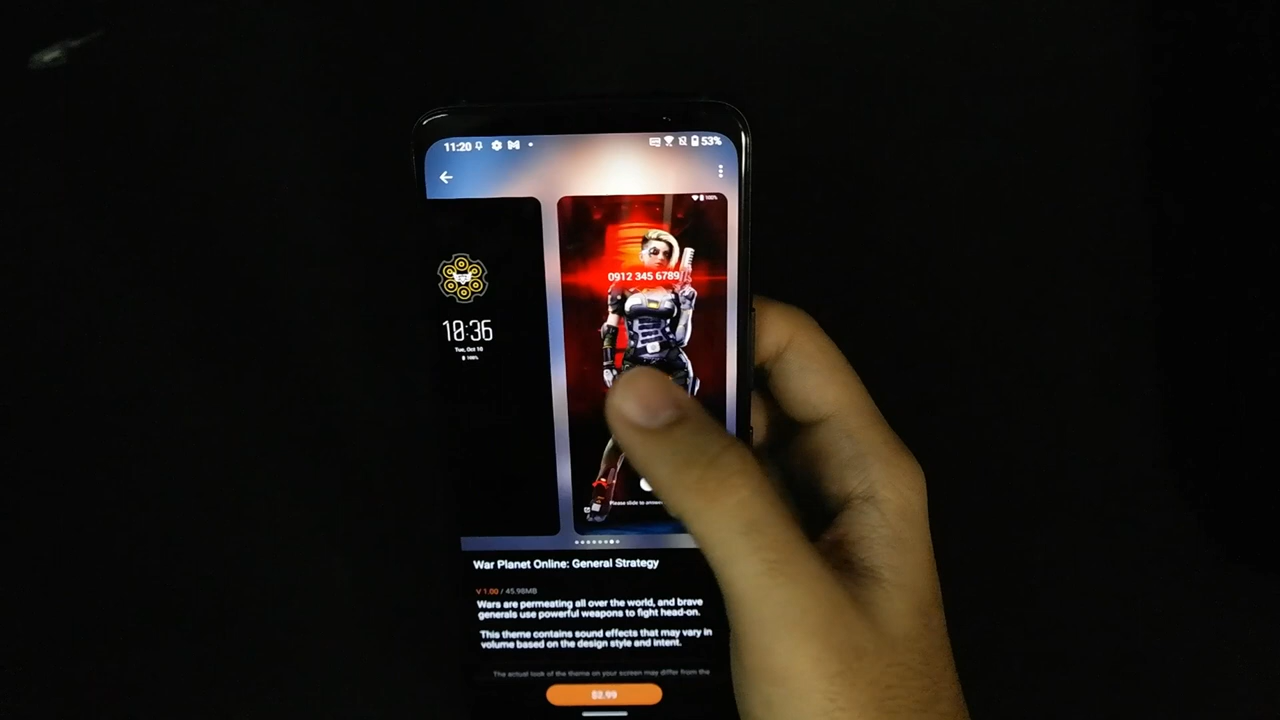 11:20
53%
100%
0912 345 6789
10:36
Tue, Oct 10
100%
Please slide to answer
War Planet Online: General Strategy
V 1.00 / 45.98MB
Wars are permeating all over the world, and brave
generals use powerful weapons to fight head-on.
This theme contains sound effects that may vary in
volume based on the design style and intent.
The actual look of the theme on your screen may differ from the
$2.99